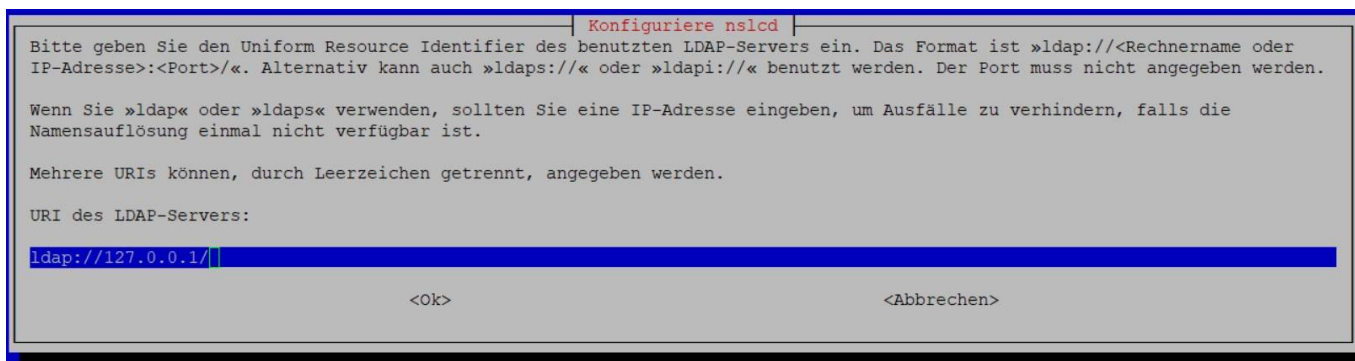 Konfiguriere nslcd
Bitte geben Sie den Uniform Resource Identifier des benutzten LDAP-Servers ein. Das Format ist »ldap://<Rechnername oder
IP-Adresse>:<Port>/«. Alternativ kann auch »ldaps://« oder »ldapi://« benutzt werden. Der Port muss nicht angegeben werden.
Wenn Sie »ldap« oder »ldaps« verwenden, sollten Sie eine IP-Adresse eingeben, um Ausfälle zu verhindern, falls die
Namensauflösung einmal nicht verfügbar ist.
Mehrere URIs können, durch Leerzeichen getrennt, angegeben werden.
URI des LDAP-Servers:
ldap://127.0.0.1/
<Ok> <Abbrechen>